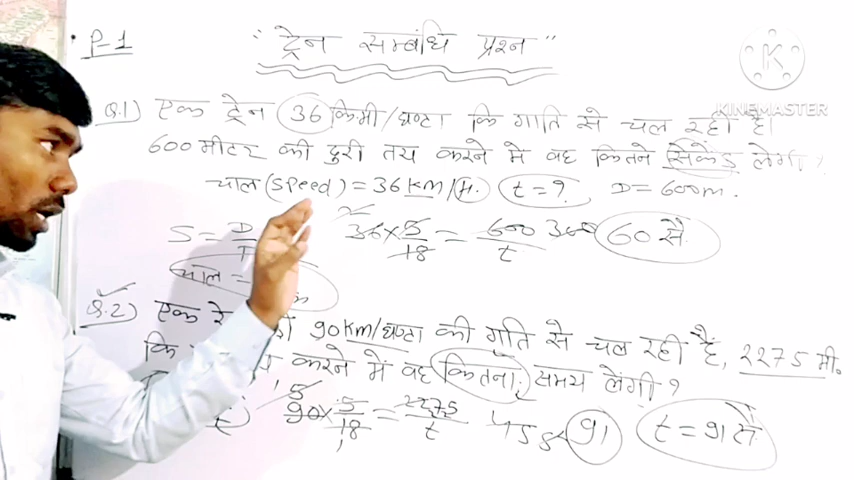 • P-1 "ट्रेन सम्बंधि प्रश्न"
KINEMASTER
Q.1) एक ट्रेन 36 किमी/घण्टा कि गति से चल रही है।
600 मीटर की दुरी तय करने में वह कितने सिकेंड लेगी?
चाल (Speed) = 36 km/H. t = ? D = 600m.
S = D/T 36 × 5/18 = 600/t 60 से
चाल =
Q.2) एक 90 km/घण्टा की गति से चल रही है, 2275 मी.
कि करने में वह कितना समय लेंगी?
90 × 5/18 = 2275/t 455 91 t = 91 से